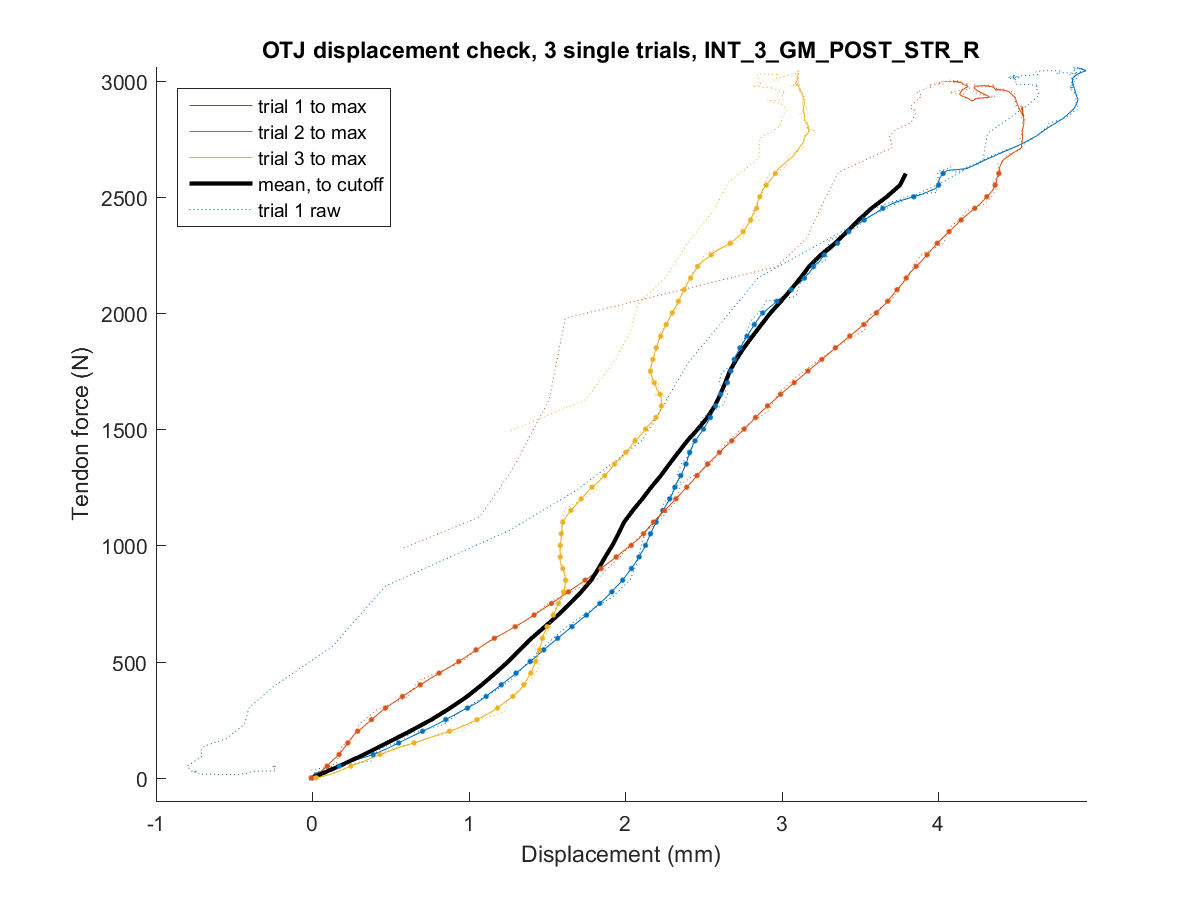 OTJ displacement check, 3 single trials, INT_3_GM_POST_STR_R
trial 1 to max
trial 2 to max
trial 3 to max
mean, to cutoff
trial 1 raw
Tendon force (N)
3000
2500
2000
1500
1000
500
0
-1 0 1 2 3 4
Displacement (mm)